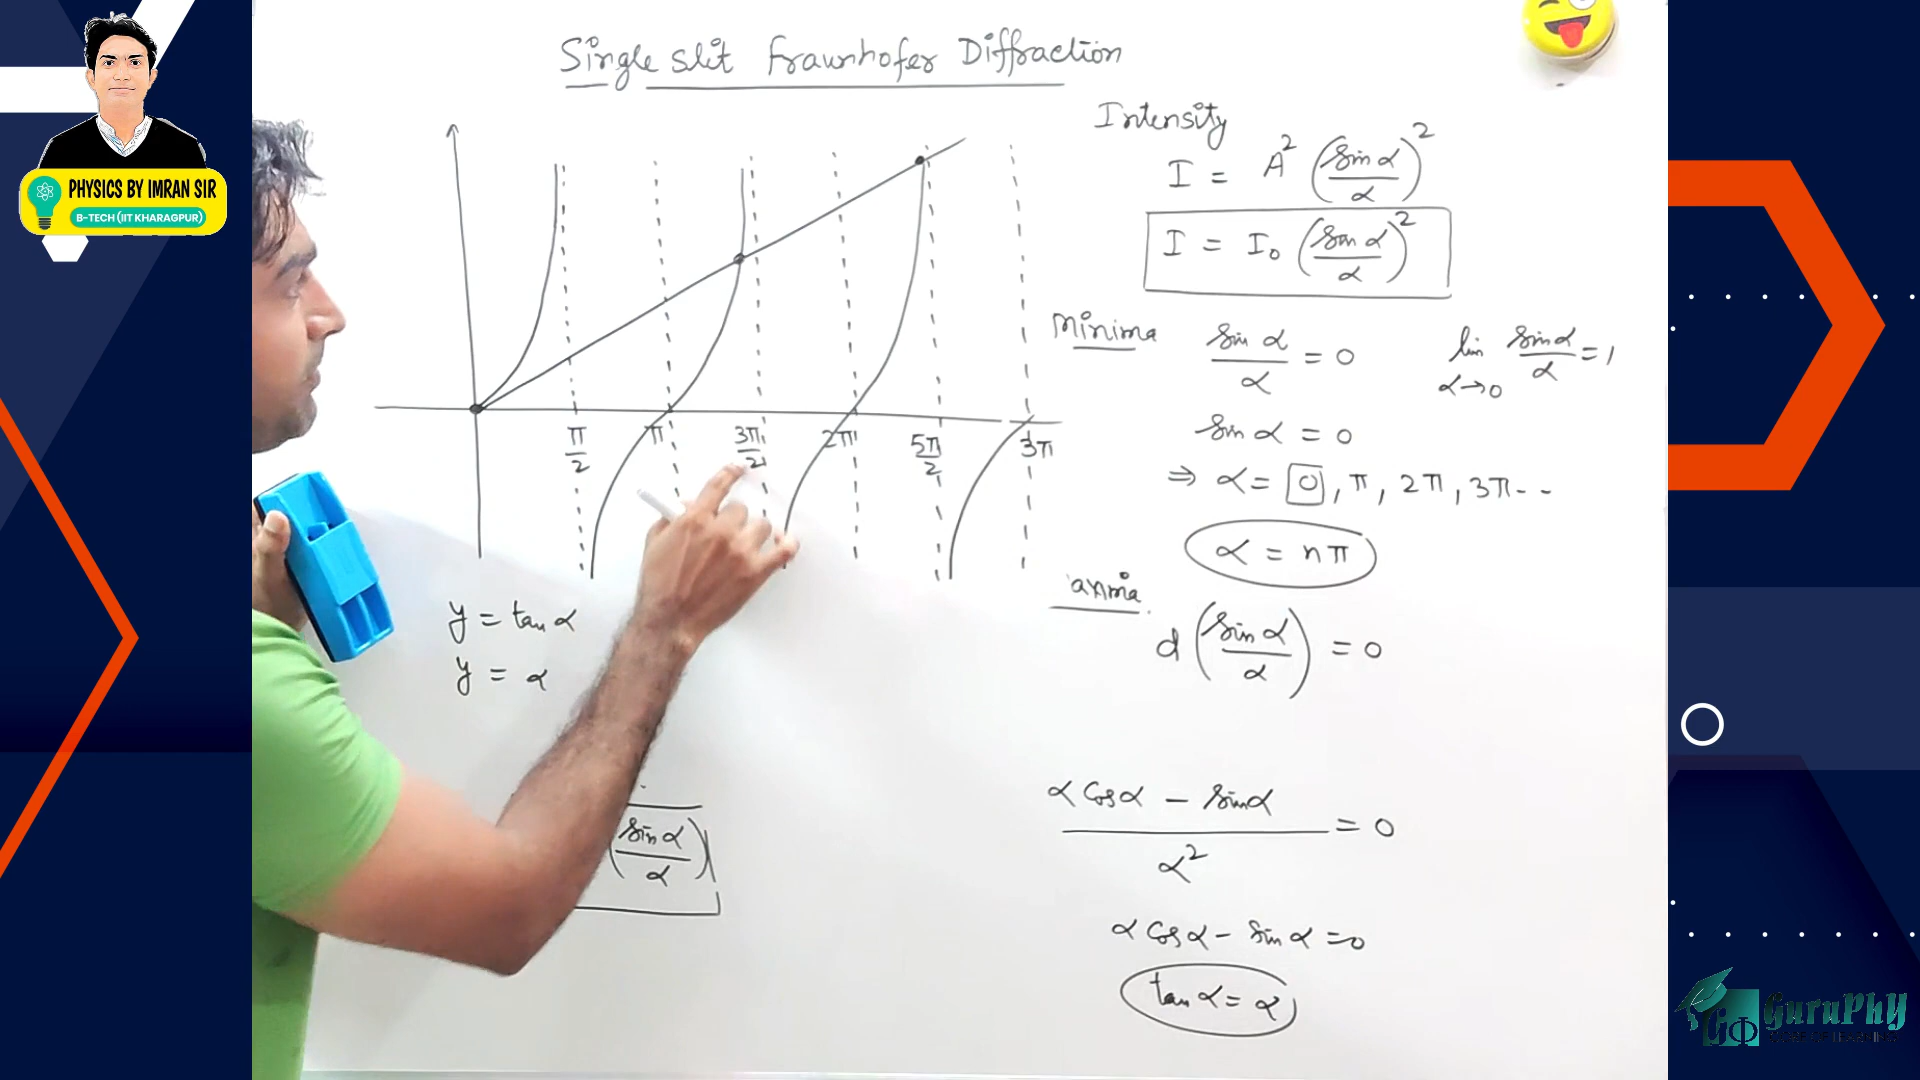 PHYSICS BY IMRAN SIR
B-TECH (IIT KHARAGPUR)
Single slit Fraunhofer Diffraction
π/2 π 3π/2 2π 5π/2 3π
y = tan α
y = α
(sin α/α)
Intensity
I = A² (sin α/α)²
I = I₀ (sin α/α)²
Minima
sin α/α = 0
lim α→0 sin α/α = 1
sin α = 0
⇒ α = 0, π, 2π, 3π--
α = nπ
axima
d (sin α/α) = 0
α Cos α − sin α/α² = 0
α Cos α − sin α = 0
tan α = α
GuruPhy